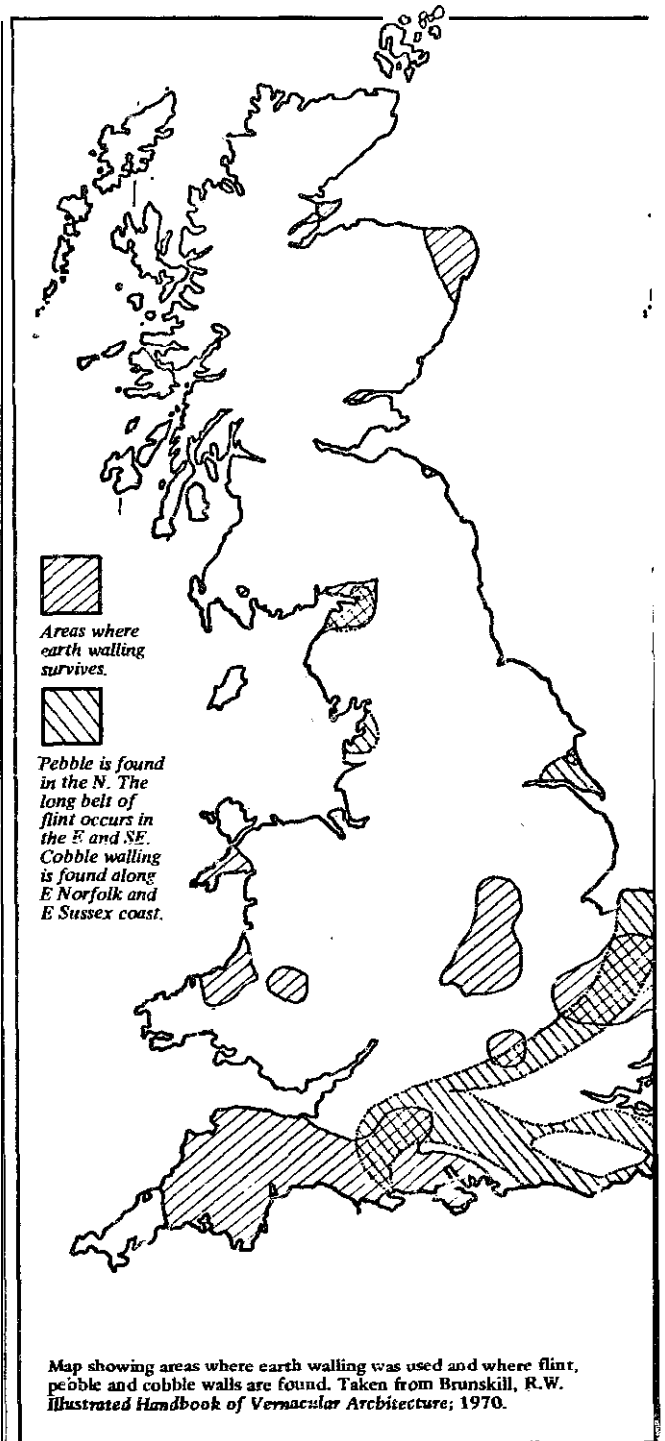 Areas where
earth walling
survives.
Pebble is found
in the N. The
long belt of
flint occurs in
the E and SE.
Cobble walling
is found along
E Norfolk and
E Sussex coast.
Map showing areas where earth walling was used and where flint,
pebble and cobble walls are found. Taken from Brunskill, R.W.
Illustrated Handbook of Vernacular Architecture; 1970.